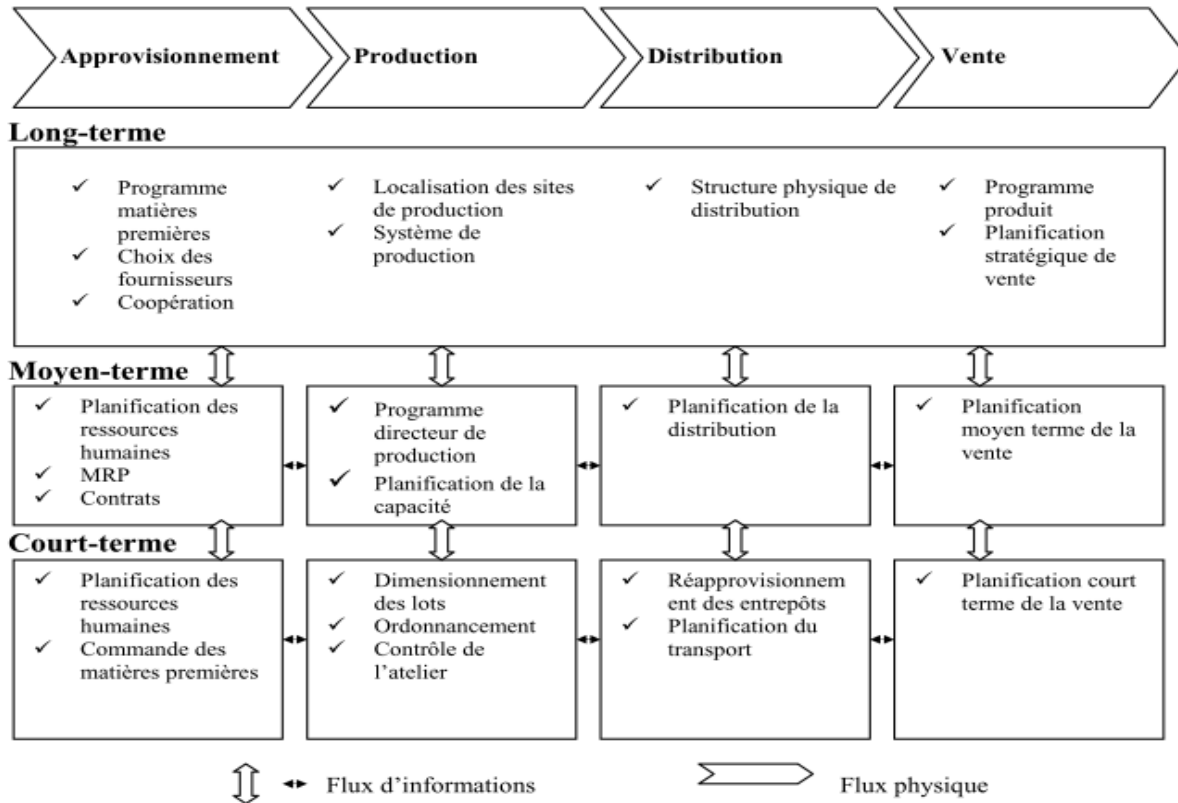 Approvisionnement
Production
Distribution
Vente
Long-terme
Programme
matières
premières
Choix des
fournisseurs
Coopération
Localisation des sites
de production
Système de
production
Structure physique de
distribution
Programme
produit
Planification
stratégique de
vente
Moyen-terme
Planification des
ressources
humaines
MRP
Contrats
Programme
directeur de
production
Planification de la
capacité
Planification de la
distribution
Planification
moyen terme de la
vente
Court-terme
Planification des
ressources
humaines
Commande des
matières premières
Dimensionnement
des lots
Ordonnancement
Contrôle de
l'atelier
Réapprovisionnem
ent des entrepôts
Planification du
transport
Planification court
terme de la vente
Flux d'informations
Flux physique